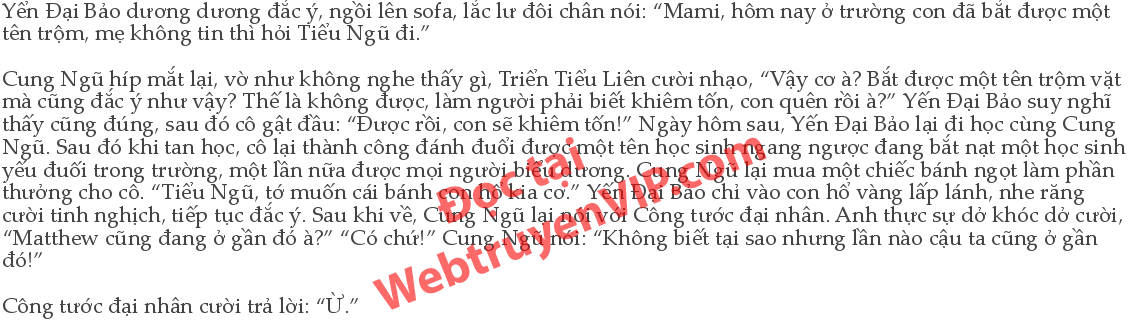 Yến Đại Bảo dương dương đắc ý, ngồi lên sofa, lắc lư đôi chân nói: “Mami, hôm nay ở trường con đã bắt được một
tên trộm, mẹ không tin thì hỏi Tiểu Ngũ đi.”
Cung Ngũ híp mắt lại, vờ như không nghe thấy gì, Triển Tiểu Liên cười nhạo, “Vậy cơ à? Bắt được một tên trộm vặt
mà cũng đắc ý như vậy? Thế là không được, làm người phải biết khiêm tốn, con quên rồi à?” Yến Đại Bảo suy nghĩ
thấy cũng đúng, sau đó cô gật đầu: “Được rồi, con sẽ khiêm tốn!” Ngày hôm sau, Yến Đại Bảo lại đi học cùng Cung
Ngũ. Sau đó khi tan học, cô lại thành công đánh đuổi được một tên học sinh ngang ngược đang bắt nạt một học sinh
yếu đuối trong trường, một lần nữa được mọi người biểu dương. Cung Ngũ lại mua một chiếc bánh ngọt làm phần
thưởng cho cô. “Tiểu Ngũ, tớ muốn cái bánh con hổ kia cơ.” Yến Đại Bảo chỉ vào con hổ vàng lấp lánh, nhe răng
cười tinh nghịch, tiếp tục đắc ý. Sau khi về, Cung Ngũ lại nói với Công tước đại nhân. Anh thực sự dở khóc dở cười,
“Matthew cũng đang ở gần đó à?” “Có chứ!” Cung Ngũ nói: “Không biết tại sao nhưng lần nào cậu ta cũng ở gần
đó!”
Công tước đại nhân cười trả lời: “Ừ.”
Đọc tại
WebtruyenVIP.com